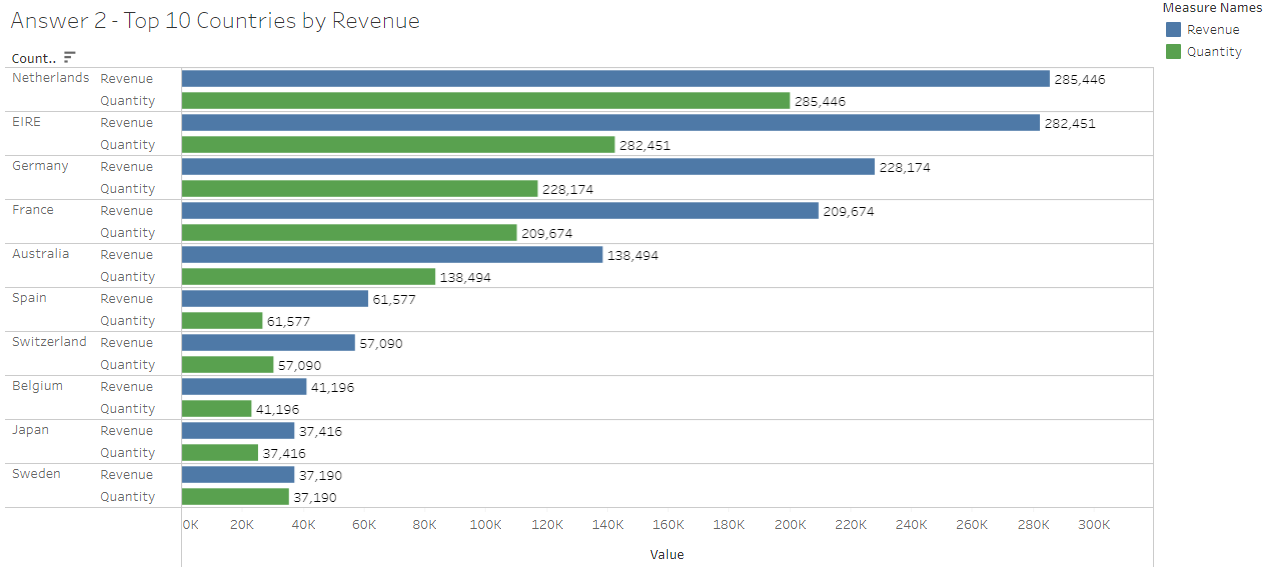 Answer 2 - Top 10 Countries by Revenue
Measure Names
Revenue
Quantity
Count..
Netherlands Revenue 285,446
Quantity 285,446
EIRE Revenue 282,451
Quantity 282,451
Germany Revenue 228,174
Quantity 228,174
France Revenue 209,674
Quantity 209,674
Australia Revenue 138,494
Quantity 138,494
Spain Revenue 61,577
Quantity 61,577
Switzerland Revenue 57,090
Quantity 57,090
Belgium Revenue 41,196
Quantity 41,196
Japan Revenue 37,416
Quantity 37,416
Sweden Revenue 37,190
Quantity 37,190
0K 20K 40K 60K 80K 100K 120K 140K 160K 180K 200K 220K 240K 260K 280K 300K
Value